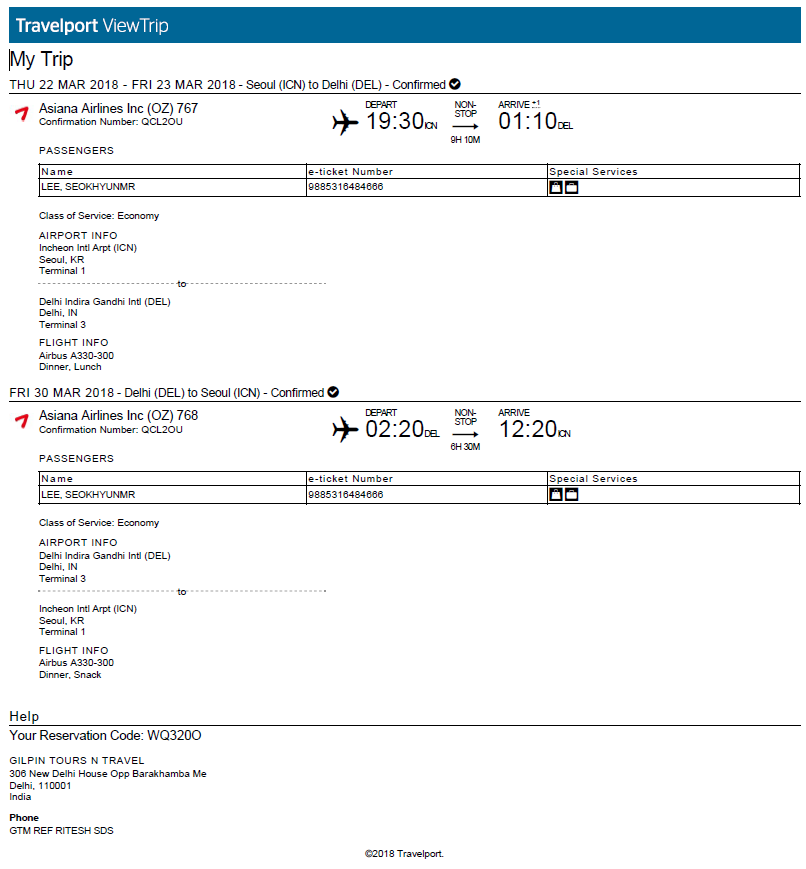 Travelport ViewTrip
My Trip
THU 22 MAR 2018 - FRI 23 MAR 2018 - Seoul (ICN) to Delhi (DEL) - Confirmed
Asiana Airlines Inc (OZ) 767
Confirmation Number: QCL2OU
DEPART
19:30 ICN
NON-
STOP
9H 10M
ARRIVE +1
01:10 DEL
PASSENGERS
Name e-ticket Number Special Services
LEE, SEOKHYUNMR 9885316484666
Class of Service: Economy
AIRPORT INFO
Incheon Intl Arpt (ICN)
Seoul, KR
Terminal 1
to
Delhi Indira Gandhi Intl (DEL)
Delhi, IN
Terminal 3
FLIGHT INFO
Airbus A330-300
Dinner, Lunch
FRI 30 MAR 2018 - Delhi (DEL) to Seoul (ICN) - Confirmed
Asiana Airlines Inc (OZ) 768
Confirmation Number: QCL2OU
DEPART
02:20 DEL
NON-
STOP
6H 30M
ARRIVE
12:20 ICN
PASSENGERS
Name e-ticket Number Special Services
LEE, SEOKHYUNMR 9885316484666
Class of Service: Economy
AIRPORT INFO
Delhi Indira Gandhi Intl (DEL)
Delhi, IN
Terminal 3
to
Incheon Intl Arpt (ICN)
Seoul, KR
Terminal 1
FLIGHT INFO
Airbus A330-300
Dinner, Snack
Help
Your Reservation Code: WQ320O
GILPIN TOURS N TRAVEL
306 New Delhi House Opp Barakhamba Me
Delhi, 110001
India
Phone
GTM REF RITESH SDS
©2018 Travelport.